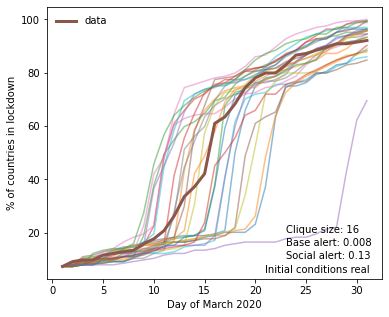 data
% of countries in lockdown
100
80
60
40
20
Clique size: 16
Base alert: 0.008
Social alert: 0.13
Initial conditions real
0 5 10 15 20 25 30
Day of March 2020